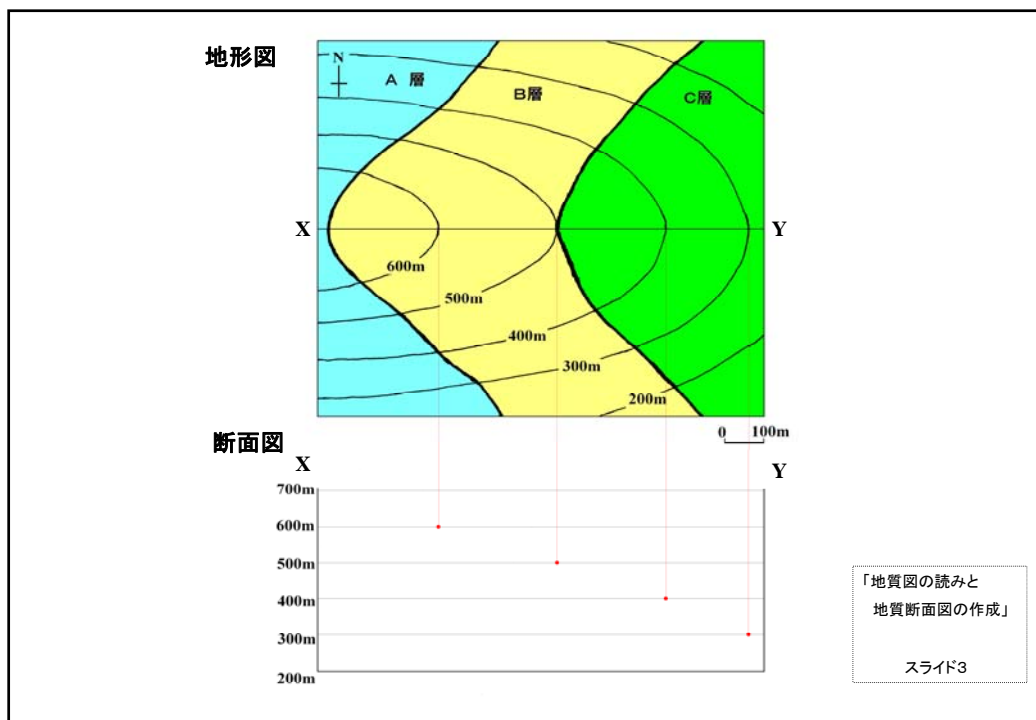 地形図
N
A 層
B層
C層
X
Y
600m
500m
400m
300m
200m
0 100m
断面図
X
Y
700m
600m
500m
400m
300m
200m
「地質図の読みと
地質断面図の作成」
スライド3